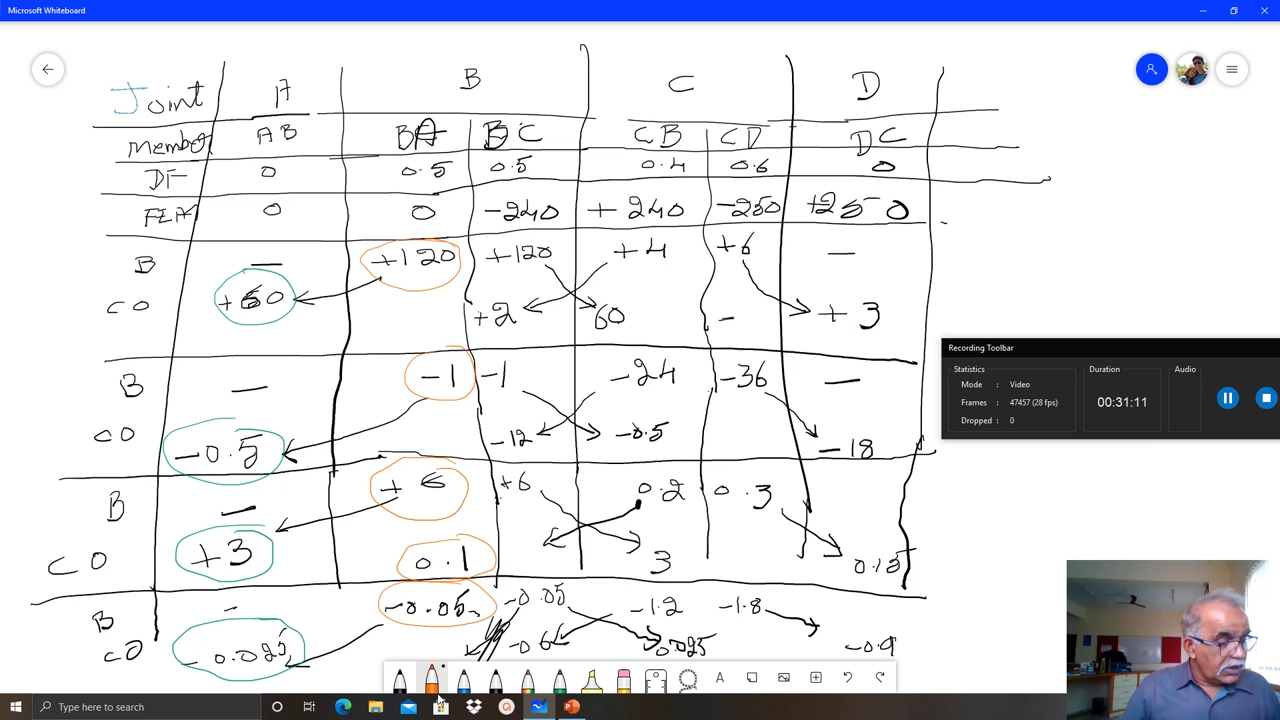 Microsoft Whiteboard
Joint A B C D
Member AB BA BC CB CD DC
DF 0 0.5 0.5 0.4 0.6 0
FEM 0 0 -240 +240 -250 +250
B - +120 +120 +4 +6 -
CO +60 +2 60 - +3
B - -1 -1 -24 -36 -
CO -0.5 -12 -0.5 -18
B - +6 +6 0.2 0.3
CO +3 0.1 3 0.15
B - -0.05 -0.05 -1.2 -1.8
CO -0.025 -0.6 -0.025 -0.9
Recording Toolbar
Statistics Duration Audio
Mode : Video
Frames : 47457 (28 fps)
Dropped : 0
00:31:11
A
Type here to search